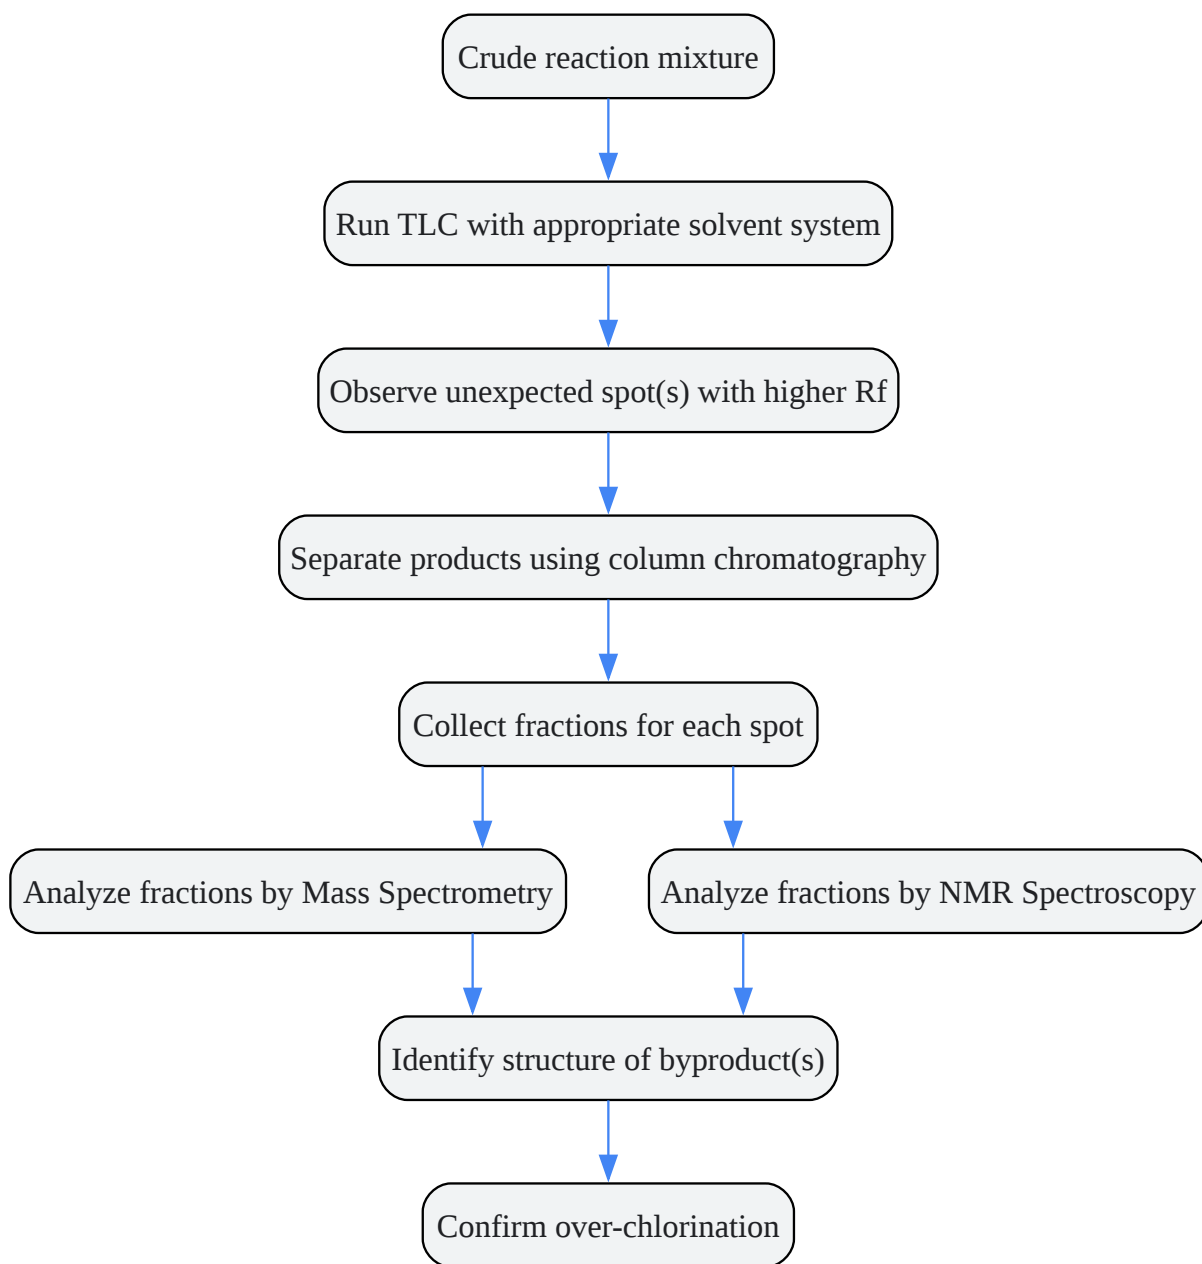 Crude reaction mixture
Run TLC with appropriate solvent system
Observe unexpected spot(s) with higher Rf
Separate products using column chromatography
Collect fractions for each spot
Analyze fractions by Mass Spectrometry
Analyze fractions by NMR Spectroscopy
Identify structure of byproduct(s)
Confirm over-chlorination